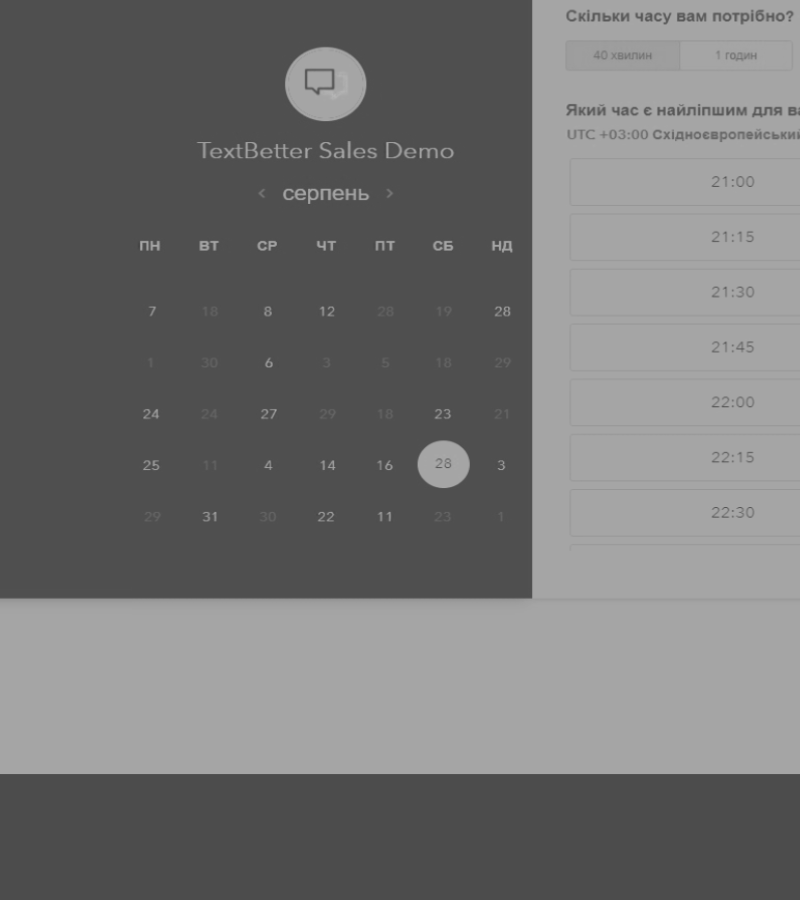 TextBetter Sales Demo
< серпень >
ПН ВТ СР ЧТ ПТ СБ НД
7 18 8 12 28 19 28
1 30 6 3 5 18 29
24 24 27 29 18 23 21
25 11 4 14 16 28 3
29 31 30 22 11 23 1
Скільки часу вам потрібно?
40 хвилин 1 годин
Який час є найліпшим для ва
UTC +03:00 Східноєвропейський
21:00
21:15
21:30
21:45
22:00
22:15
22:30